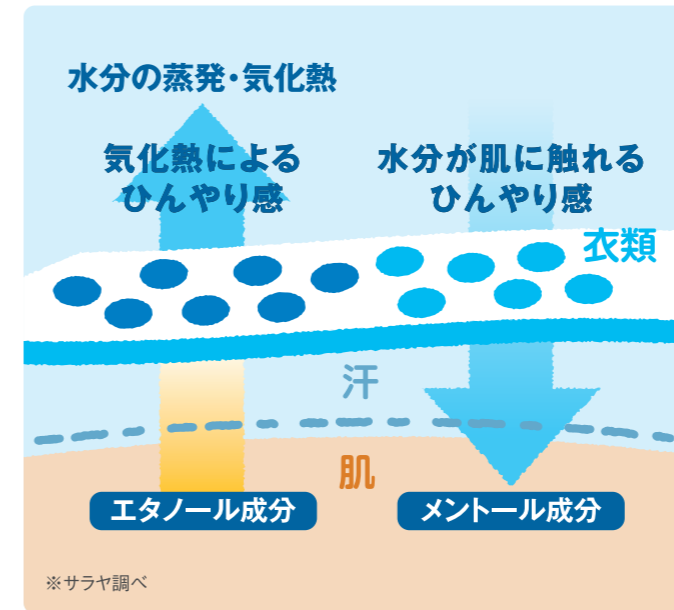 水分の蒸発・気化熱
気化熱による
ひんやり感
水分が肌に触れる
ひんやり感
衣類
汗
肌
エタノール成分
メントール成分
※サラヤ調べ